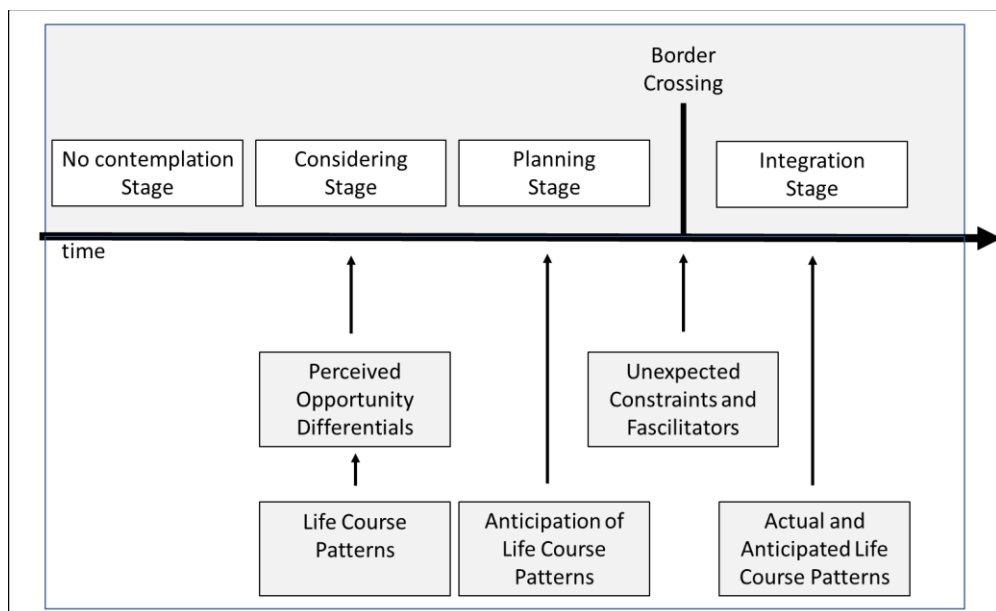 Border
Crossing
No contemplation
Stage
Considering
Stage
Planning
Stage
Integration
Stage
time
Perceived
Opportunity
Differentials
Unexpected
Constraints and
Fascilitators
Life Course
Patterns
Anticipation of
Life Course
Patterns
Actual and
Anticipated Life
Course Patterns